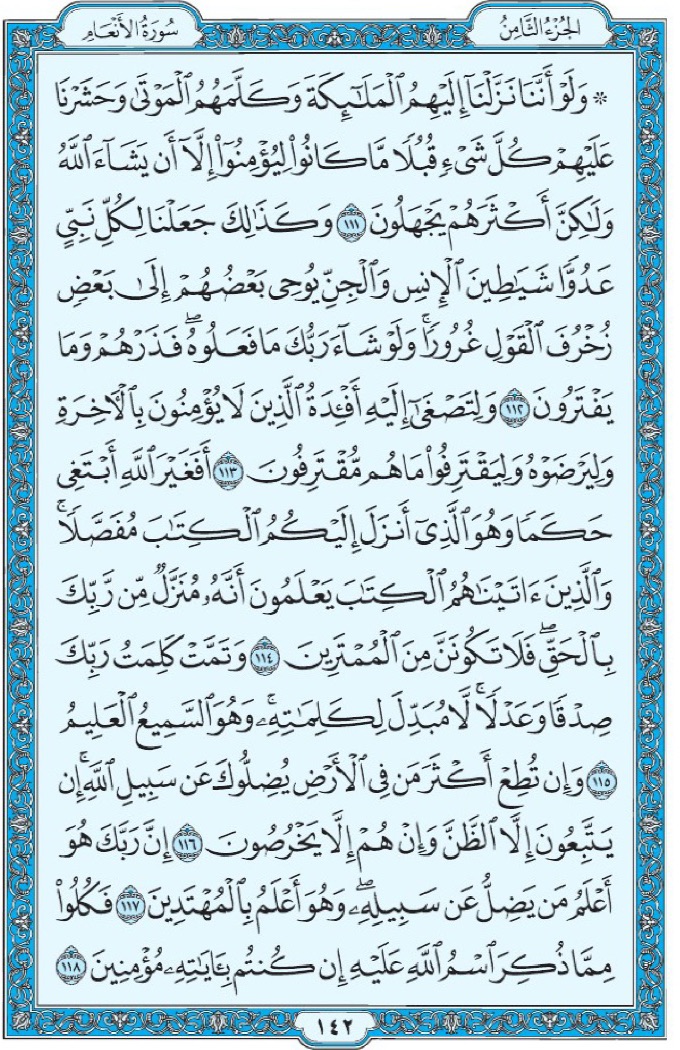 الجُزْءُ الثَّامِنُ
سُورَةُ الأَنْعَامِ
۞ وَلَوْ أَنَّنَا نَزَّلْنَآ إِلَيْهِمُ ٱلْمَلَٰٓئِكَةَ وَكَلَّمَهُمُ ٱلْمَوْتَىٰ وَحَشَرْنَا
عَلَيْهِمْ كُلَّ شَىْءٍ قُبُلًا مَّا كَانُوا۟ لِيُؤْمِنُوٓا۟ إِلَّآ أَن يَشَآءَ ٱللَّهُ
وَلَٰكِنَّ أَكْثَرَهُمْ يَجْهَلُونَ ١١١ وَكَذَٰلِكَ جَعَلْنَا لِكُلِّ نَبِىٍّ
عَدُوًّا شَيَٰطِينَ ٱلْإِنسِ وَٱلْجِنِّ يُوحِى بَعْضُهُمْ إِلَىٰ بَعْضٍ
زُخْرُفَ ٱلْقَوْلِ غُرُورًا ۚ وَلَوْ شَآءَ رَبُّكَ مَا فَعَلُوهُ ۖ فَذَرْهُمْ وَمَا
يَفْتَرُونَ ١١٢ وَلِتَصْغَىٰٓ إِلَيْهِ أَفْـِٔدَةُ ٱلَّذِينَ لَا يُؤْمِنُونَ بِٱلْـَٔاخِرَةِ
وَلِيَرْضَوْهُ وَلِيَقْتَرِفُوا۟ مَا هُم مُّقْتَرِفُونَ ١١٣ أَفَغَيْرَ ٱللَّهِ أَبْتَغِى
حَكَمًا وَهُوَ ٱلَّذِىٓ أَنزَلَ إِلَيْكُمُ ٱلْكِتَٰبَ مُفَصَّلًا ۚ
وَٱلَّذِينَ ءَاتَيْنَٰهُمُ ٱلْكِتَٰبَ يَعْلَمُونَ أَنَّهُۥ مُنَزَّلٌ مِّن رَّبِّكَ
بِٱلْحَقِّ ۖ فَلَا تَكُونَنَّ مِنَ ٱلْمُمْتَرِينَ ١١٤ وَتَمَّتْ كَلِمَتُ رَبِّكَ
صِدْقًا وَعَدْلًا ۚ لَّا مُبَدِّلَ لِكَلِمَٰتِهِۦ ۚ وَهُوَ ٱلسَّمِيعُ ٱلْعَلِيمُ
١١٥ وَإِن تُطِعْ أَكْثَرَ مَن فِى ٱلْأَرْضِ يُضِلُّوكَ عَن سَبِيلِ ٱللَّهِ ۚ إِن
يَتَّبِعُونَ إِلَّا ٱلظَّنَّ وَإِنْ هُمْ إِلَّا يَخْرُصُونَ ١١٦ إِنَّ رَبَّكَ هُوَ
أَعْلَمُ مَن يَضِلُّ عَن سَبِيلِهِۦ ۖ وَهُوَ أَعْلَمُ بِٱلْمُهْتَدِينَ ١١٧ فَكُلُوا۟
مِمَّا ذُكِرَ ٱسْمُ ٱللَّهِ عَلَيْهِ إِن كُنتُم بِـَٔايَٰتِهِۦ مُؤْمِنِينَ ١١٨
١٤٢